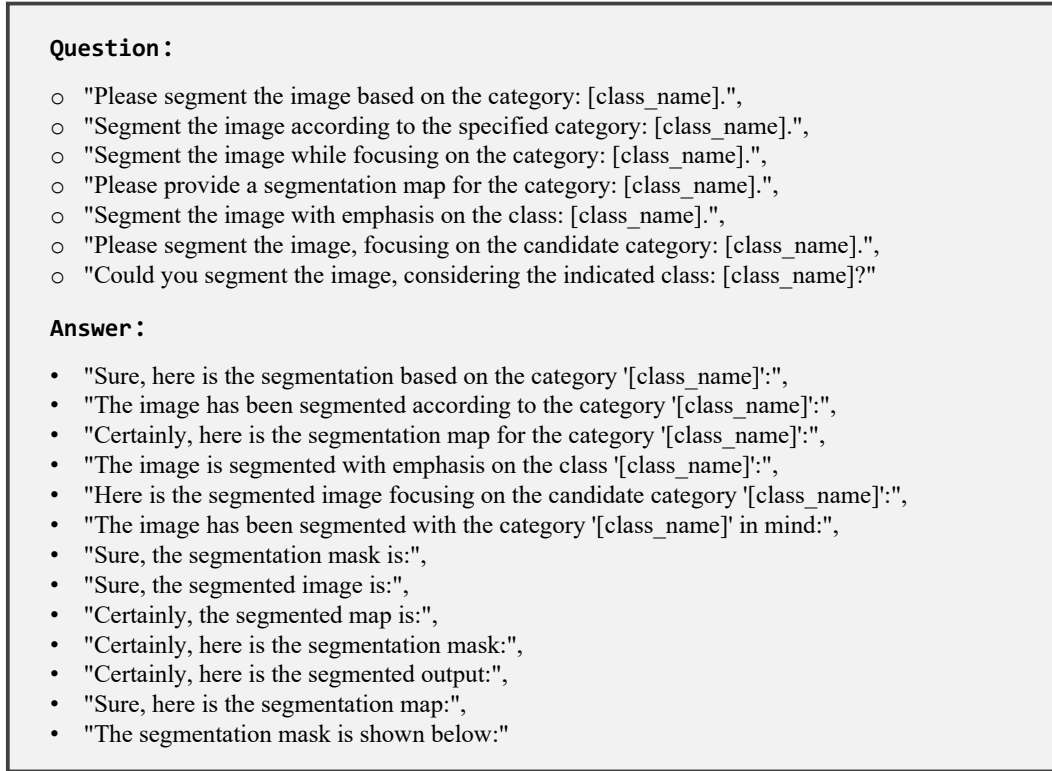 Question:
○ "Please segment the image based on the category: [class_name].",
○ "Segment the image according to the specified category: [class_name].",
○ "Segment the image while focusing on the category: [class_name].",
○ "Please provide a segmentation map for the category: [class_name].",
○ "Segment the image with emphasis on the class: [class_name].",
○ "Please segment the image, focusing on the candidate category: [class_name].",
○ "Could you segment the image, considering the indicated class: [class_name]?"
Answer:
• "Sure, here is the segmentation based on the category '[class_name]':",
• "The image has been segmented according to the category '[class_name]':",
• "Certainly, here is the segmentation map for the category '[class_name]':",
• "The image is segmented with emphasis on the class '[class_name]':",
• "Here is the segmented image focusing on the candidate category '[class_name]':",
• "The image has been segmented with the category '[class_name]' in mind:",
• "Sure, the segmentation mask is:",
• "Sure, the segmented image is:",
• "Certainly, the segmented map is:",
• "Certainly, here is the segmentation mask:",
• "Certainly, here is the segmented output:",
• "Sure, here is the segmentation map:",
• "The segmentation mask is shown below:"